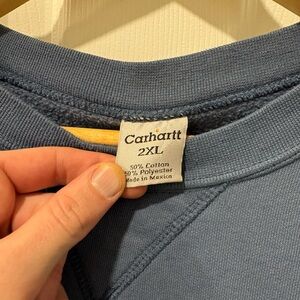 Carhartt
2XL
50% Cotton
50% Polyester
Made in Mexico